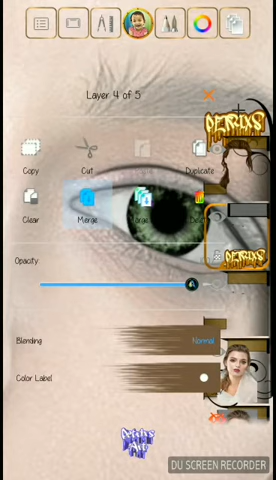 Layer 4 of 5
Copy
Cut
Duplicate
Clear
Merge
Opacity
Blending
Normal
Color Label
DU SCREEN RECORDER